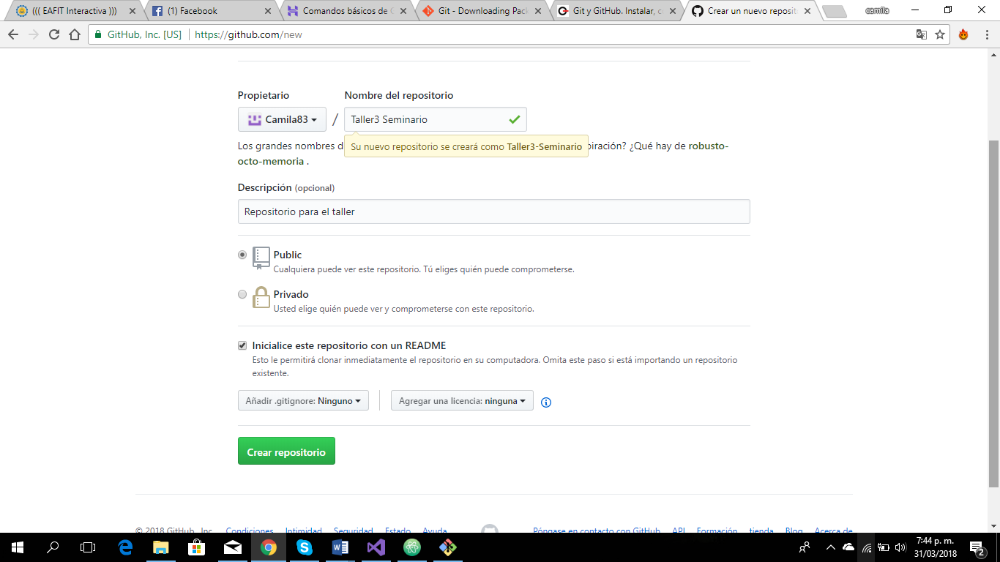 ((( EAFIT Interactiva )))
(1) Facebook
Comandos básicos de
Git - Downloading Pack
Git y GitHub. Instalar, c
Crear un nuevo reposit
camila
GitHub, Inc. [US]
https://github.com/new
Propietario
Nombre del repositorio
Camila83
/
Taller3 Seminario
Su nuevo repositorio se creará como Taller3-Seminario
Los grandes nombres d
piración? ¿Qué hay de robusto-
octo-memoria .
Descripción (opcional)
Repositorio para el taller
Public
Cualquiera puede ver este repositorio. Tú eliges quién puede comprometerse.
Privado
Usted elige quién puede ver y comprometerse con este repositorio.
Inicialice este repositorio con un README
Esto le permitirá clonar inmediatamente el repositorio en su computadora. Omita este paso si está importando un repositorio
existente.
Añadir .gitignore: Ninguno
Agregar una licencia: ninguna
Crear repositorio
© 2018 GitHub, Inc.
Condiciones
Intimidad
Seguridad
Estado
Ayuda
Póngase en contacto con GitHub
API
Formación
tienda
Blog
Acerca de
7:44 p. m.
31/03/2018
2